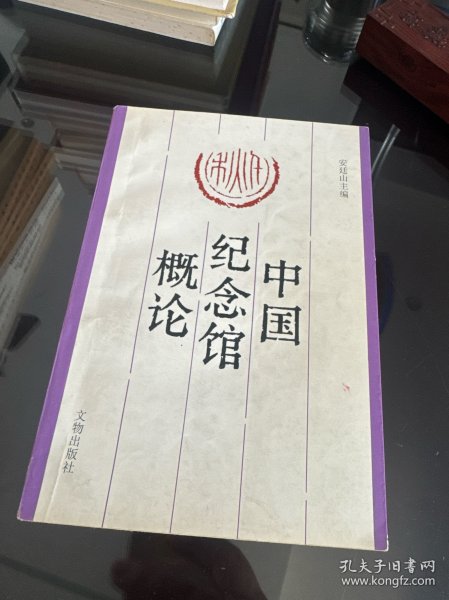 安廷山主编
中国
纪念馆
概论
文物出版社
孔夫子旧书网
www.kongfz.com